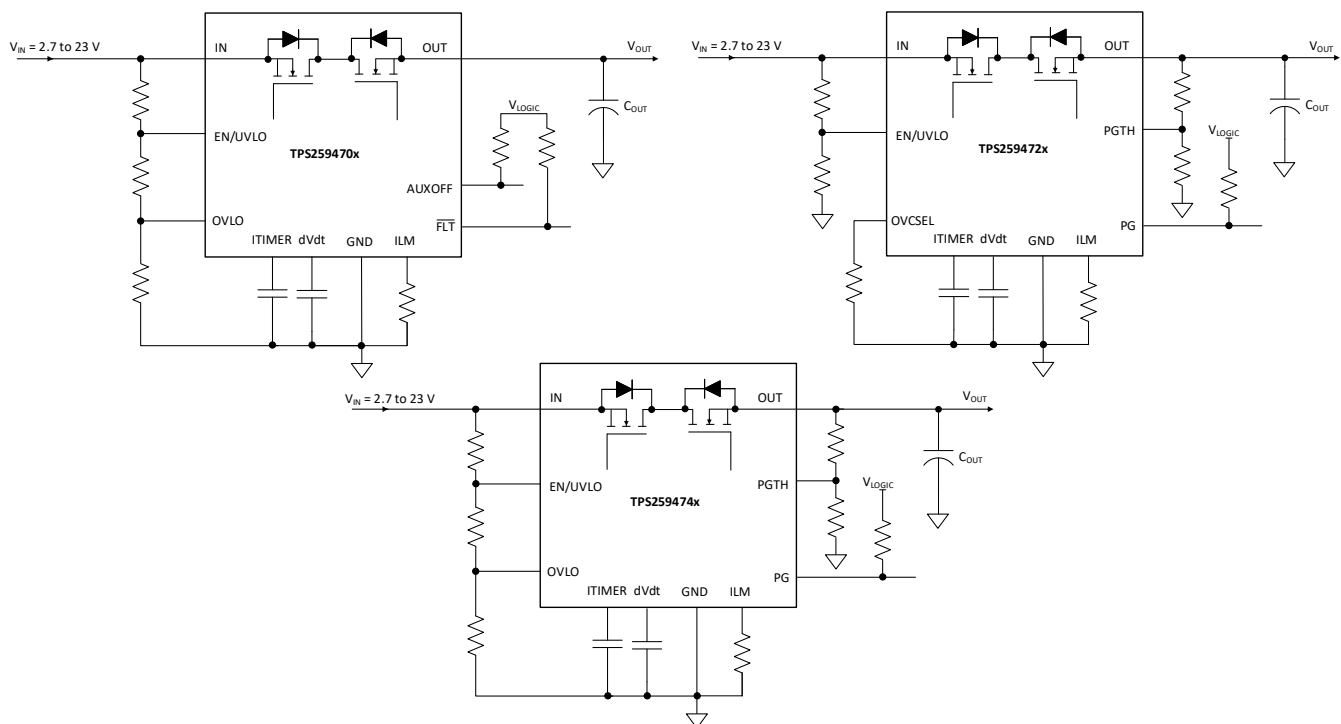 V_IN = 2.7 to 23 V
IN
OUT
V_OUT
C_OUT
EN/UVLO
V_LOGIC
TPS259470x
AUXOFF
OVLO
FLT
ITIMER
dVdt
GND
ILM
V_IN = 2.7 to 23 V
IN
OUT
V_OUT
C_OUT
EN/UVLO
PGTH
V_LOGIC
TPS259472x
OVCSEL
PG
ITIMER
dVdt
GND
ILM
V_IN = 2.7 to 23 V
IN
OUT
V_OUT
C_OUT
EN/UVLO
PGTH
V_LOGIC
TPS259474x
OVLO
PG
ITIMER
dVdt
GND
ILM